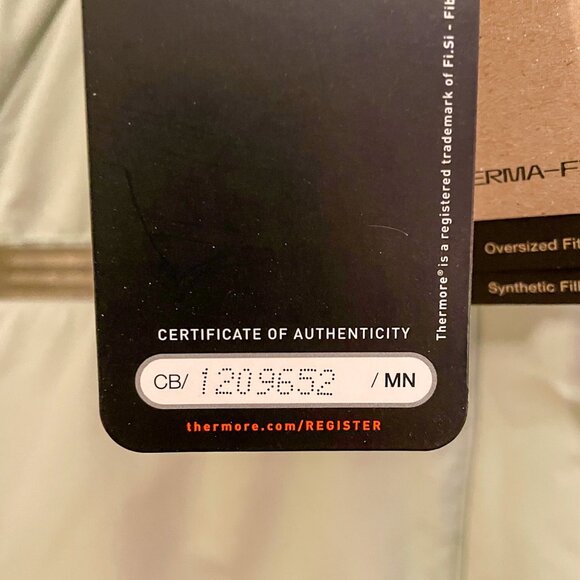 Thermore® is a registered trademark of Fi.Si - Fib
ERMA-F
Oversized Fit
Synthetic Fill
CERTIFICATE OF AUTHENTICITY
CB/ 1209652 / MN
thermore.com/REGISTER